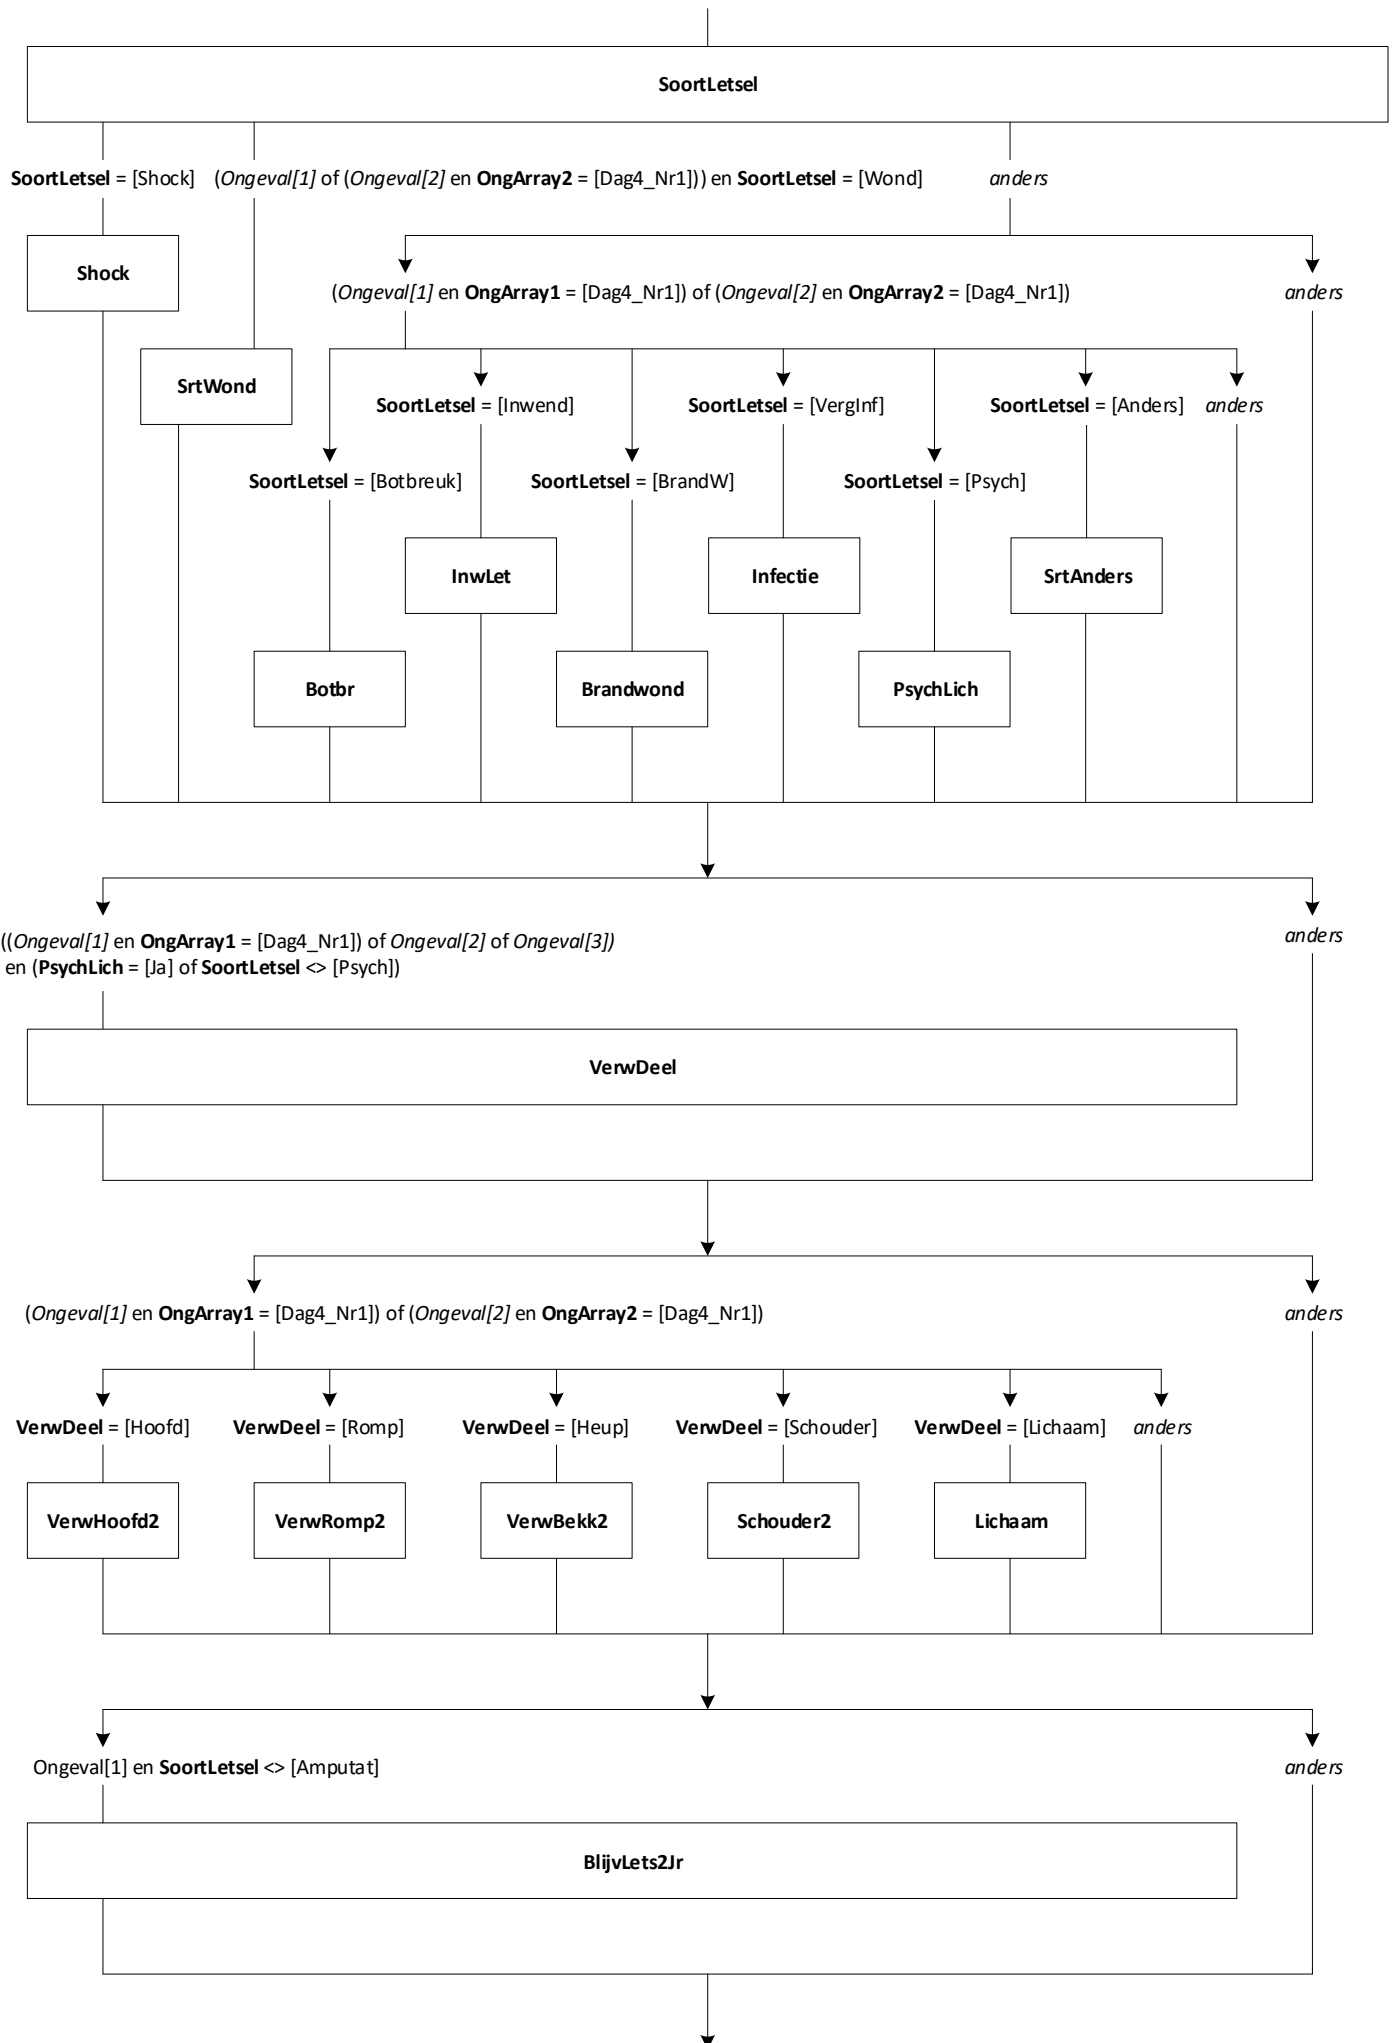 SoortLetsel
SoortLetsel = [Shock] (Ongeval[1] of (Ongeval[2] en OngArray2 = [Dag4_Nr1])) en SoortLetsel = [Wond] anders
Shock
(Ongeval[1] en OngArray1 = [Dag4_Nr1]) of (Ongeval[2] en OngArray2 = [Dag4_Nr1]) anders
SrtWond
SoortLetsel = [Inwend] SoortLetsel = [VergInf] SoortLetsel = [Anders] anders
SoortLetsel = [Botbreuk] SoortLetsel = [BrandW] SoortLetsel = [Psych]
InwLet Infectie SrtAnders
Botbr Brandwond PsychLich
((Ongeval[1] en OngArray1 = [Dag4_Nr1]) of Ongeval[2] of Ongeval[3]) anders
en (PsychLich = [Ja] of SoortLetsel <> [Psych])
VerwDeel
(Ongeval[1] en OngArray1 = [Dag4_Nr1]) of (Ongeval[2] en OngArray2 = [Dag4_Nr1]) anders
VerwDeel = [Hoofd] VerwDeel = [Romp] VerwDeel = [Heup] VerwDeel = [Schouder] VerwDeel = [Lichaam] anders
VerwHoofd2 VerwRomp2 VerwBekk2 Schouder2 Lichaam
Ongeval[1] en SoortLetsel <> [Amputat] anders
BlijvLets2Jr